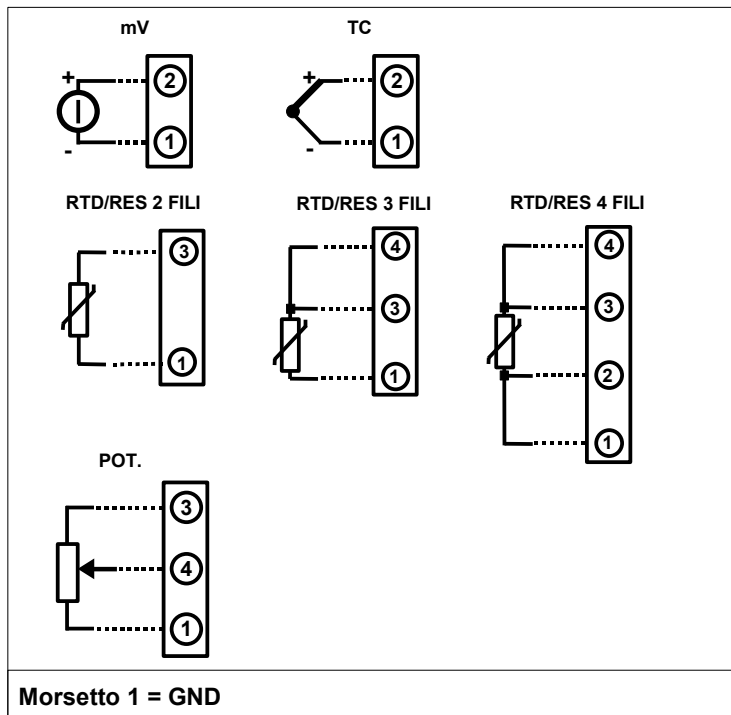 mV TC
+ 2 + 2
- 1 - 1
RTD/RES 2 FILI RTD/RES 3 FILI RTD/RES 4 FILI
3 4 4
3 3
1 1 2
1
POT.
3
4
1
Morsetto 1 = GND